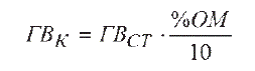 ГВ_К = ГВ_СТ · %ОМ / 10